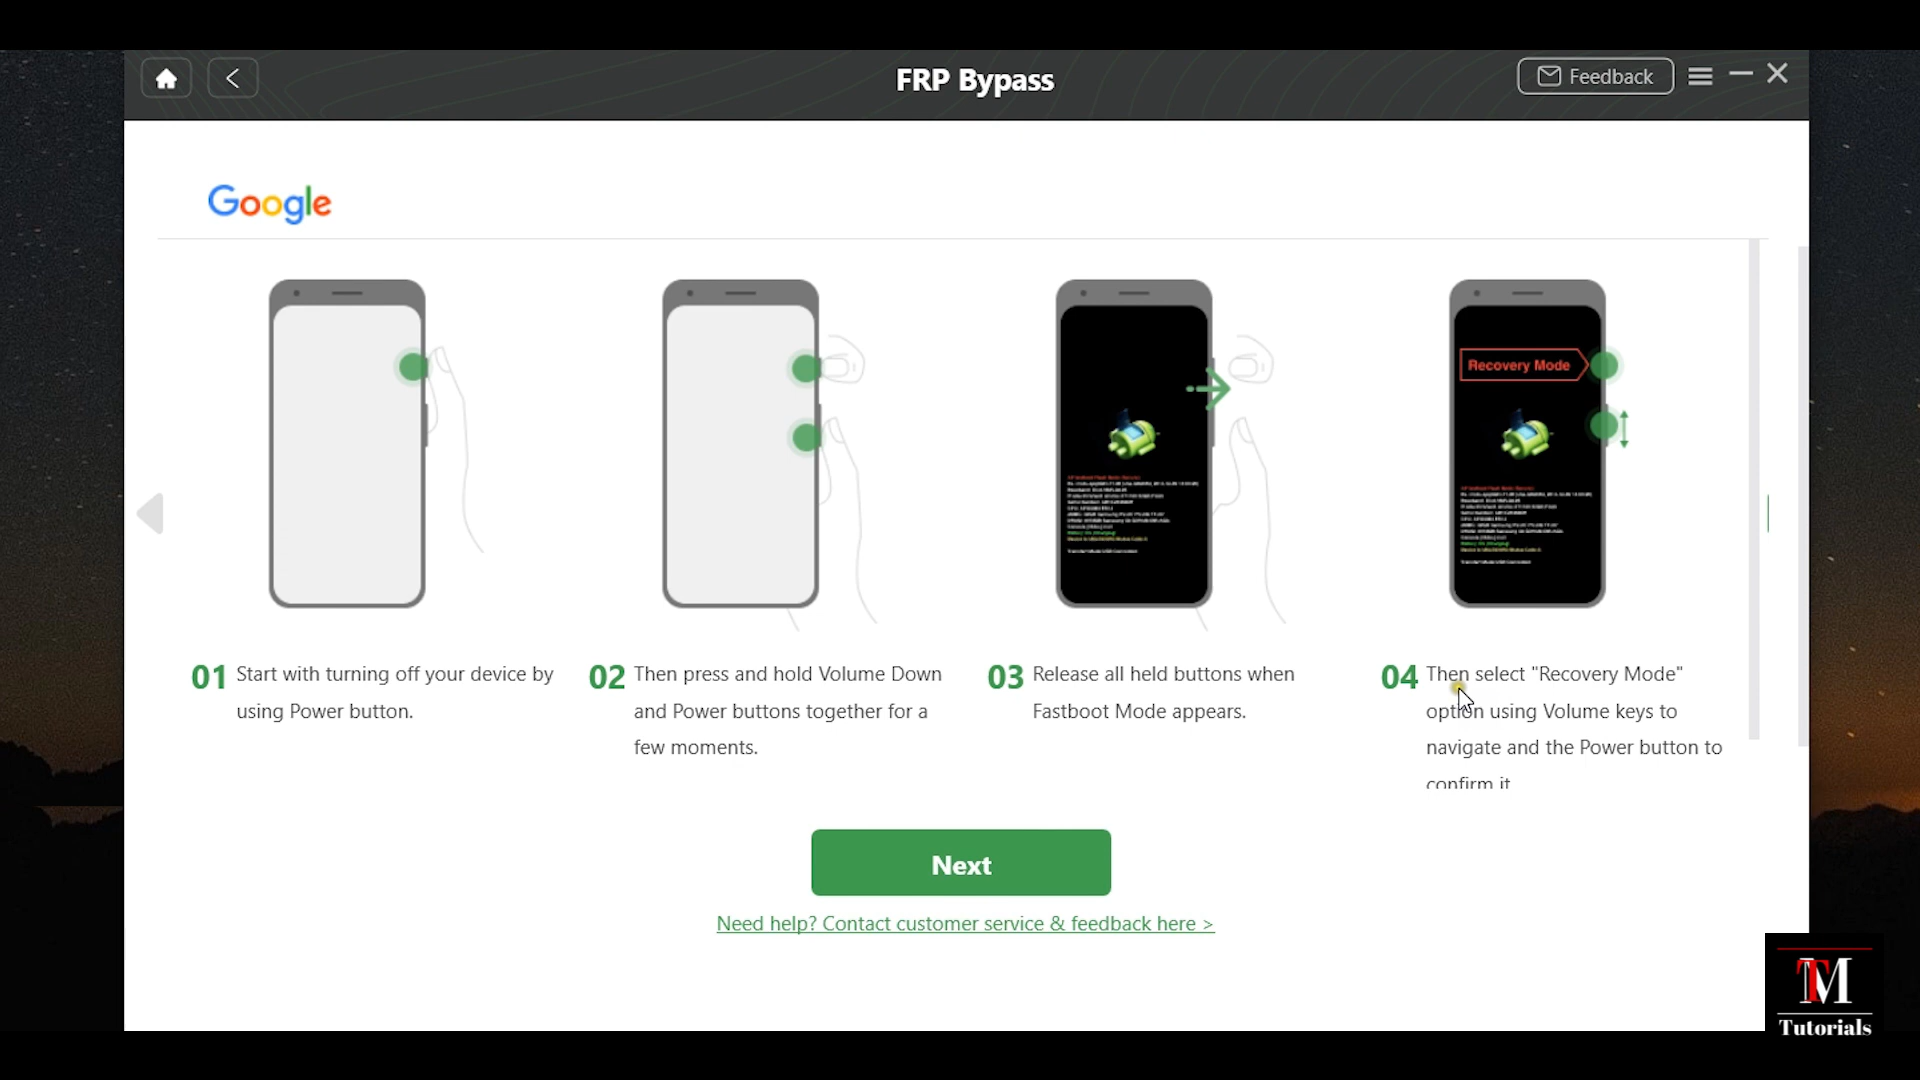 FRP Bypass
Feedback
Google
Recovery Mode
01 Start with turning off your device by
using Power button.
02 Then press and hold Volume Down
and Power buttons together for a
few moments.
03 Release all held buttons when
Fastboot Mode appears.
04 Then select "Recovery Mode"
option using Volume keys to
navigate and the Power button to
confirm it
Next
Need help? Contact customer service & feedback here >
TM
Tutorials